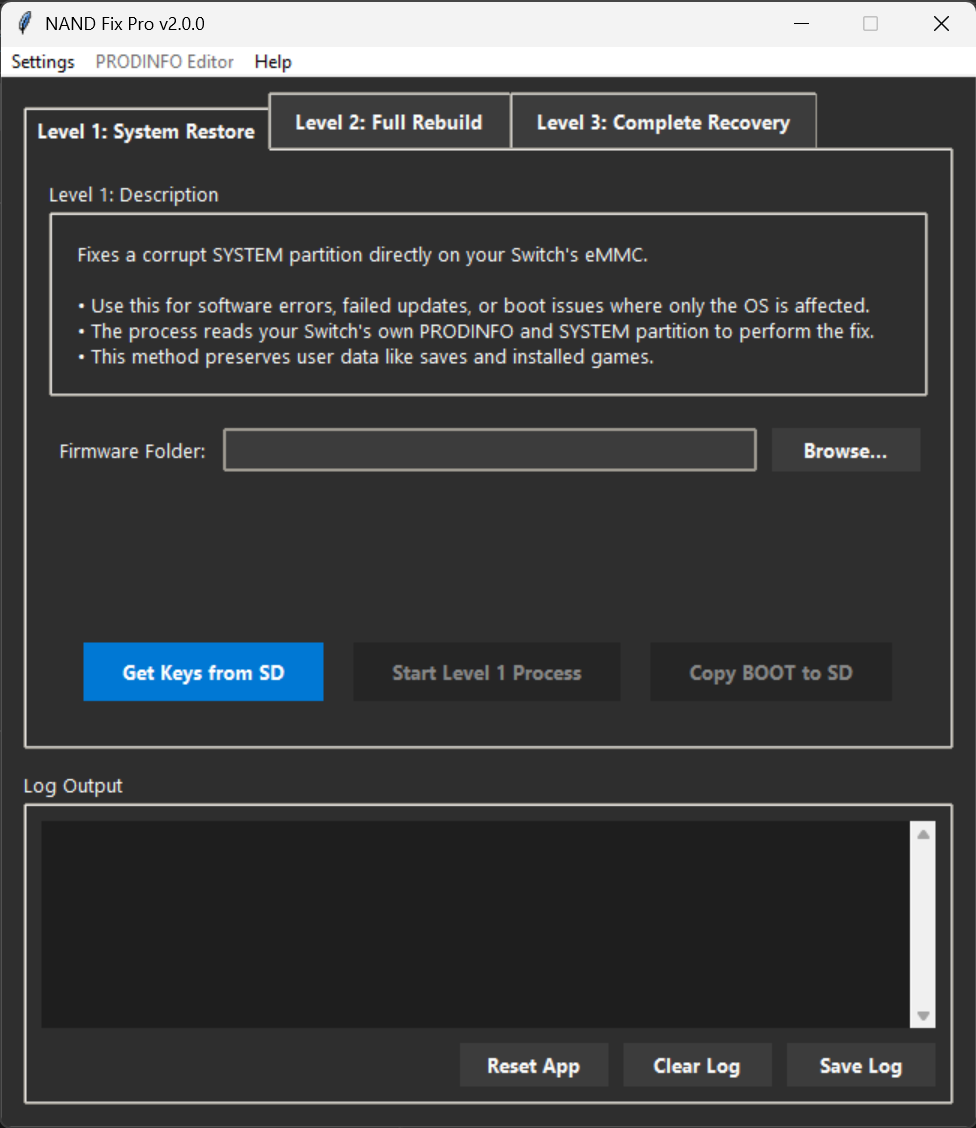 NAND Fix Pro v2.0.0
Settings PRODINFO Editor Help
Level 1: System Restore Level 2: Full Rebuild Level 3: Complete Recovery
Level 1: Description
Fixes a corrupt SYSTEM partition directly on your Switch's eMMC.
• Use this for software errors, failed updates, or boot issues where only the OS is affected.
• The process reads your Switch's own PRODINFO and SYSTEM partition to perform the fix.
• This method preserves user data like saves and installed games.
Firmware Folder: Browse...
Get Keys from SD Start Level 1 Process Copy BOOT to SD
Log Output
Reset App Clear Log Save Log